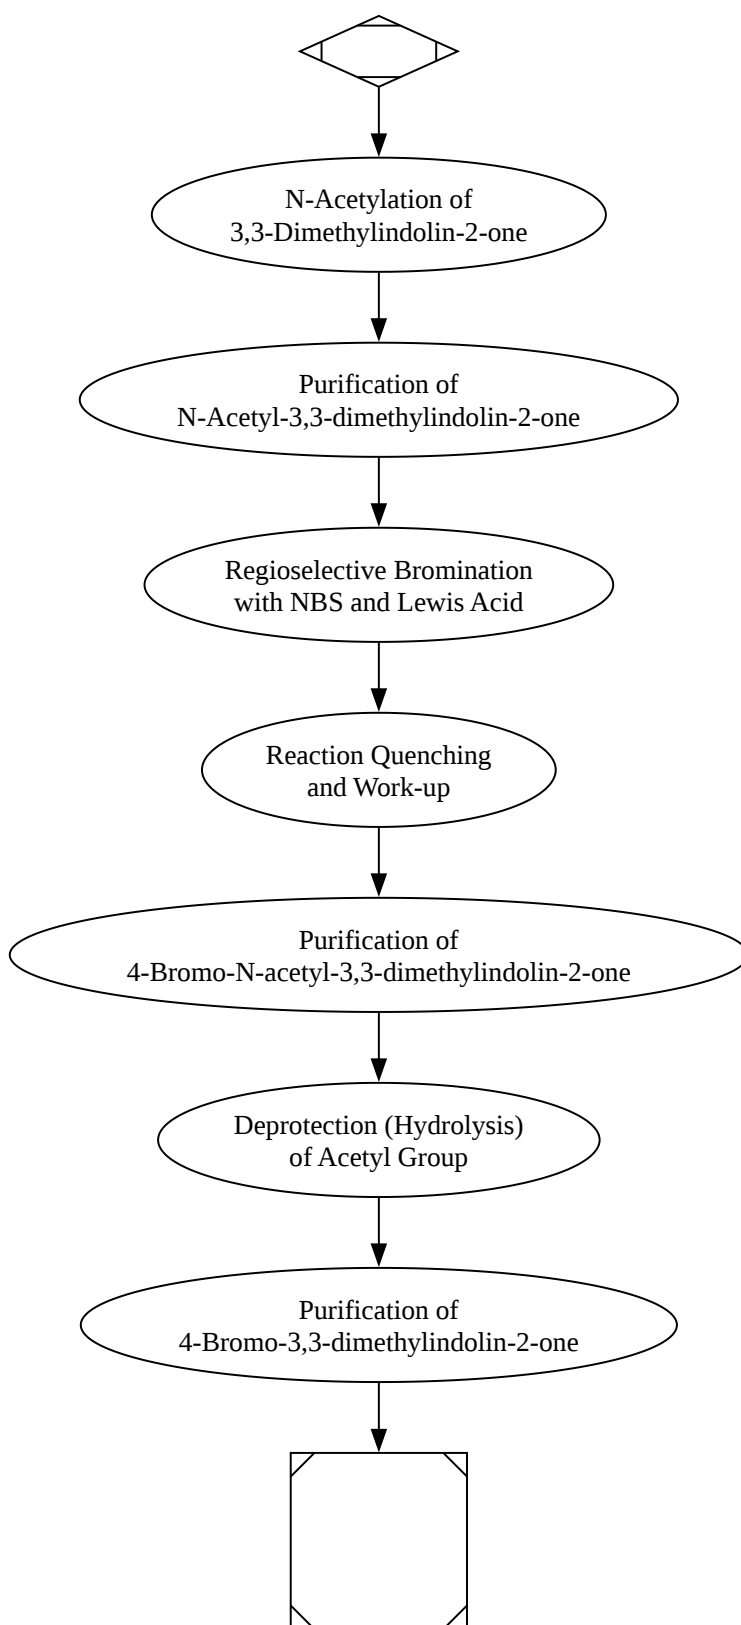 N-Acetylation of
3,3-Dimethylindolin-2-one
Purification of
N-Acetyl-3,3-dimethylindolin-2-one
Regioselective Bromination
with NBS and Lewis Acid
Reaction Quenching
and Work-up
Purification of
4-Bromo-N-acetyl-3,3-dimethylindolin-2-one
Deprotection (Hydrolysis)
of Acetyl Group
Purification of
4-Bromo-3,3-dimethylindolin-2-one